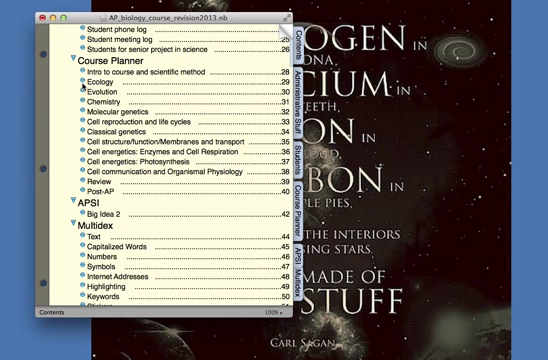 AP_biology_course_revision2013.nb
Student phone log
Student meeting log 25
Students for senior project in science 26
Course Planner
Intro to course and scientific method 28
Ecology 29
Evolution 30
Chemistry 31
Molecular genetics 32
Cell reproduction and life cycles 33
Classical genetics 34
Cell structure/function/Membranes and transport 35
Cell energetics: Enzymes and Cell Respiration 36
Cell energetics: Photosynthesis 37
Cell communication and Organismal Physiology 38
Review 39
Post-AP 40
APSI
Big Idea 2 42
Multidex
Text 44
Capitalized Words 45
Numbers 46
Symbols 47
Internet Addresses 48
Highlighting 49
Keywords 50
Contents
100%
Contents
Administrative Stuff
Students
Course Planner
APSI
Multidex
OGEN IN
DNA,
CIUM IN
EETH,
ON IN
BON IN
LE PIES,
THE INTERIORS
ING STARS
MADE OF
STUFF
CARL SAGAN